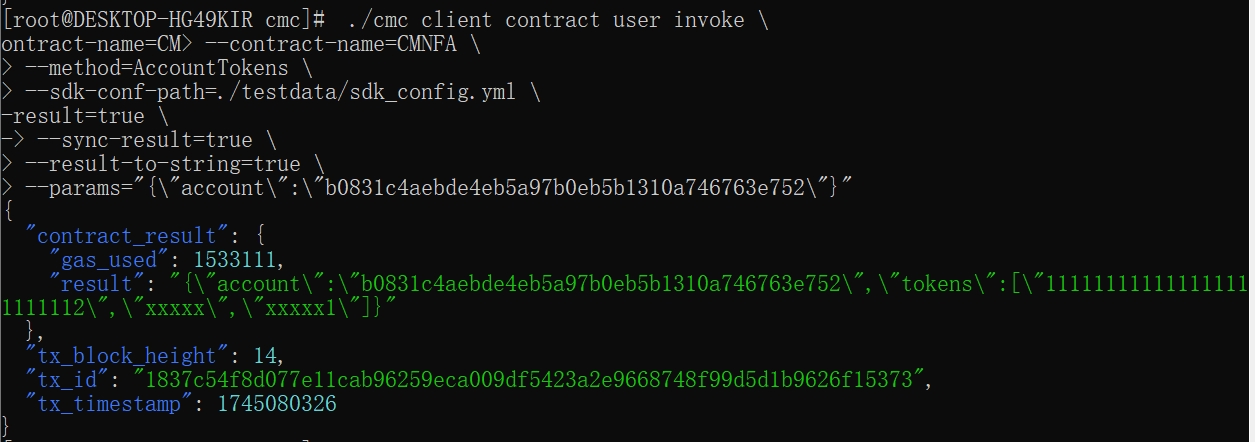 [root@DESKTOP-HG49KIR cmc]# ./cmc client contract user invoke \
ontract-name=CM> --contract-name=CMNFA \
> --method=AccountTokens \
> --sdk-conf-path=./testdata/sdk_config.yml \
-result=true \
-> --sync-result=true \
> --result-to-string=true \
> --params="{\"account\":\"b0831c4aebde4eb5a97b0eb5b1310a746763e752\"}"
{
"contract_result": {
"gas_used": 1533111,
"result": "{\"account\":\"b0831c4aebde4eb5a97b0eb5b1310a746763e752\",\"tokens\":[\"111111111111111111
1111112\",\"xxxxx\",\"xxxxx1\"]}"
},
"tx_block_height": 14,
"tx_id": "1837c54f8d077e11cab96259eca009df5423a2e9668748f99d5d1b9626f15373",
"tx_timestamp": 1745080326
}